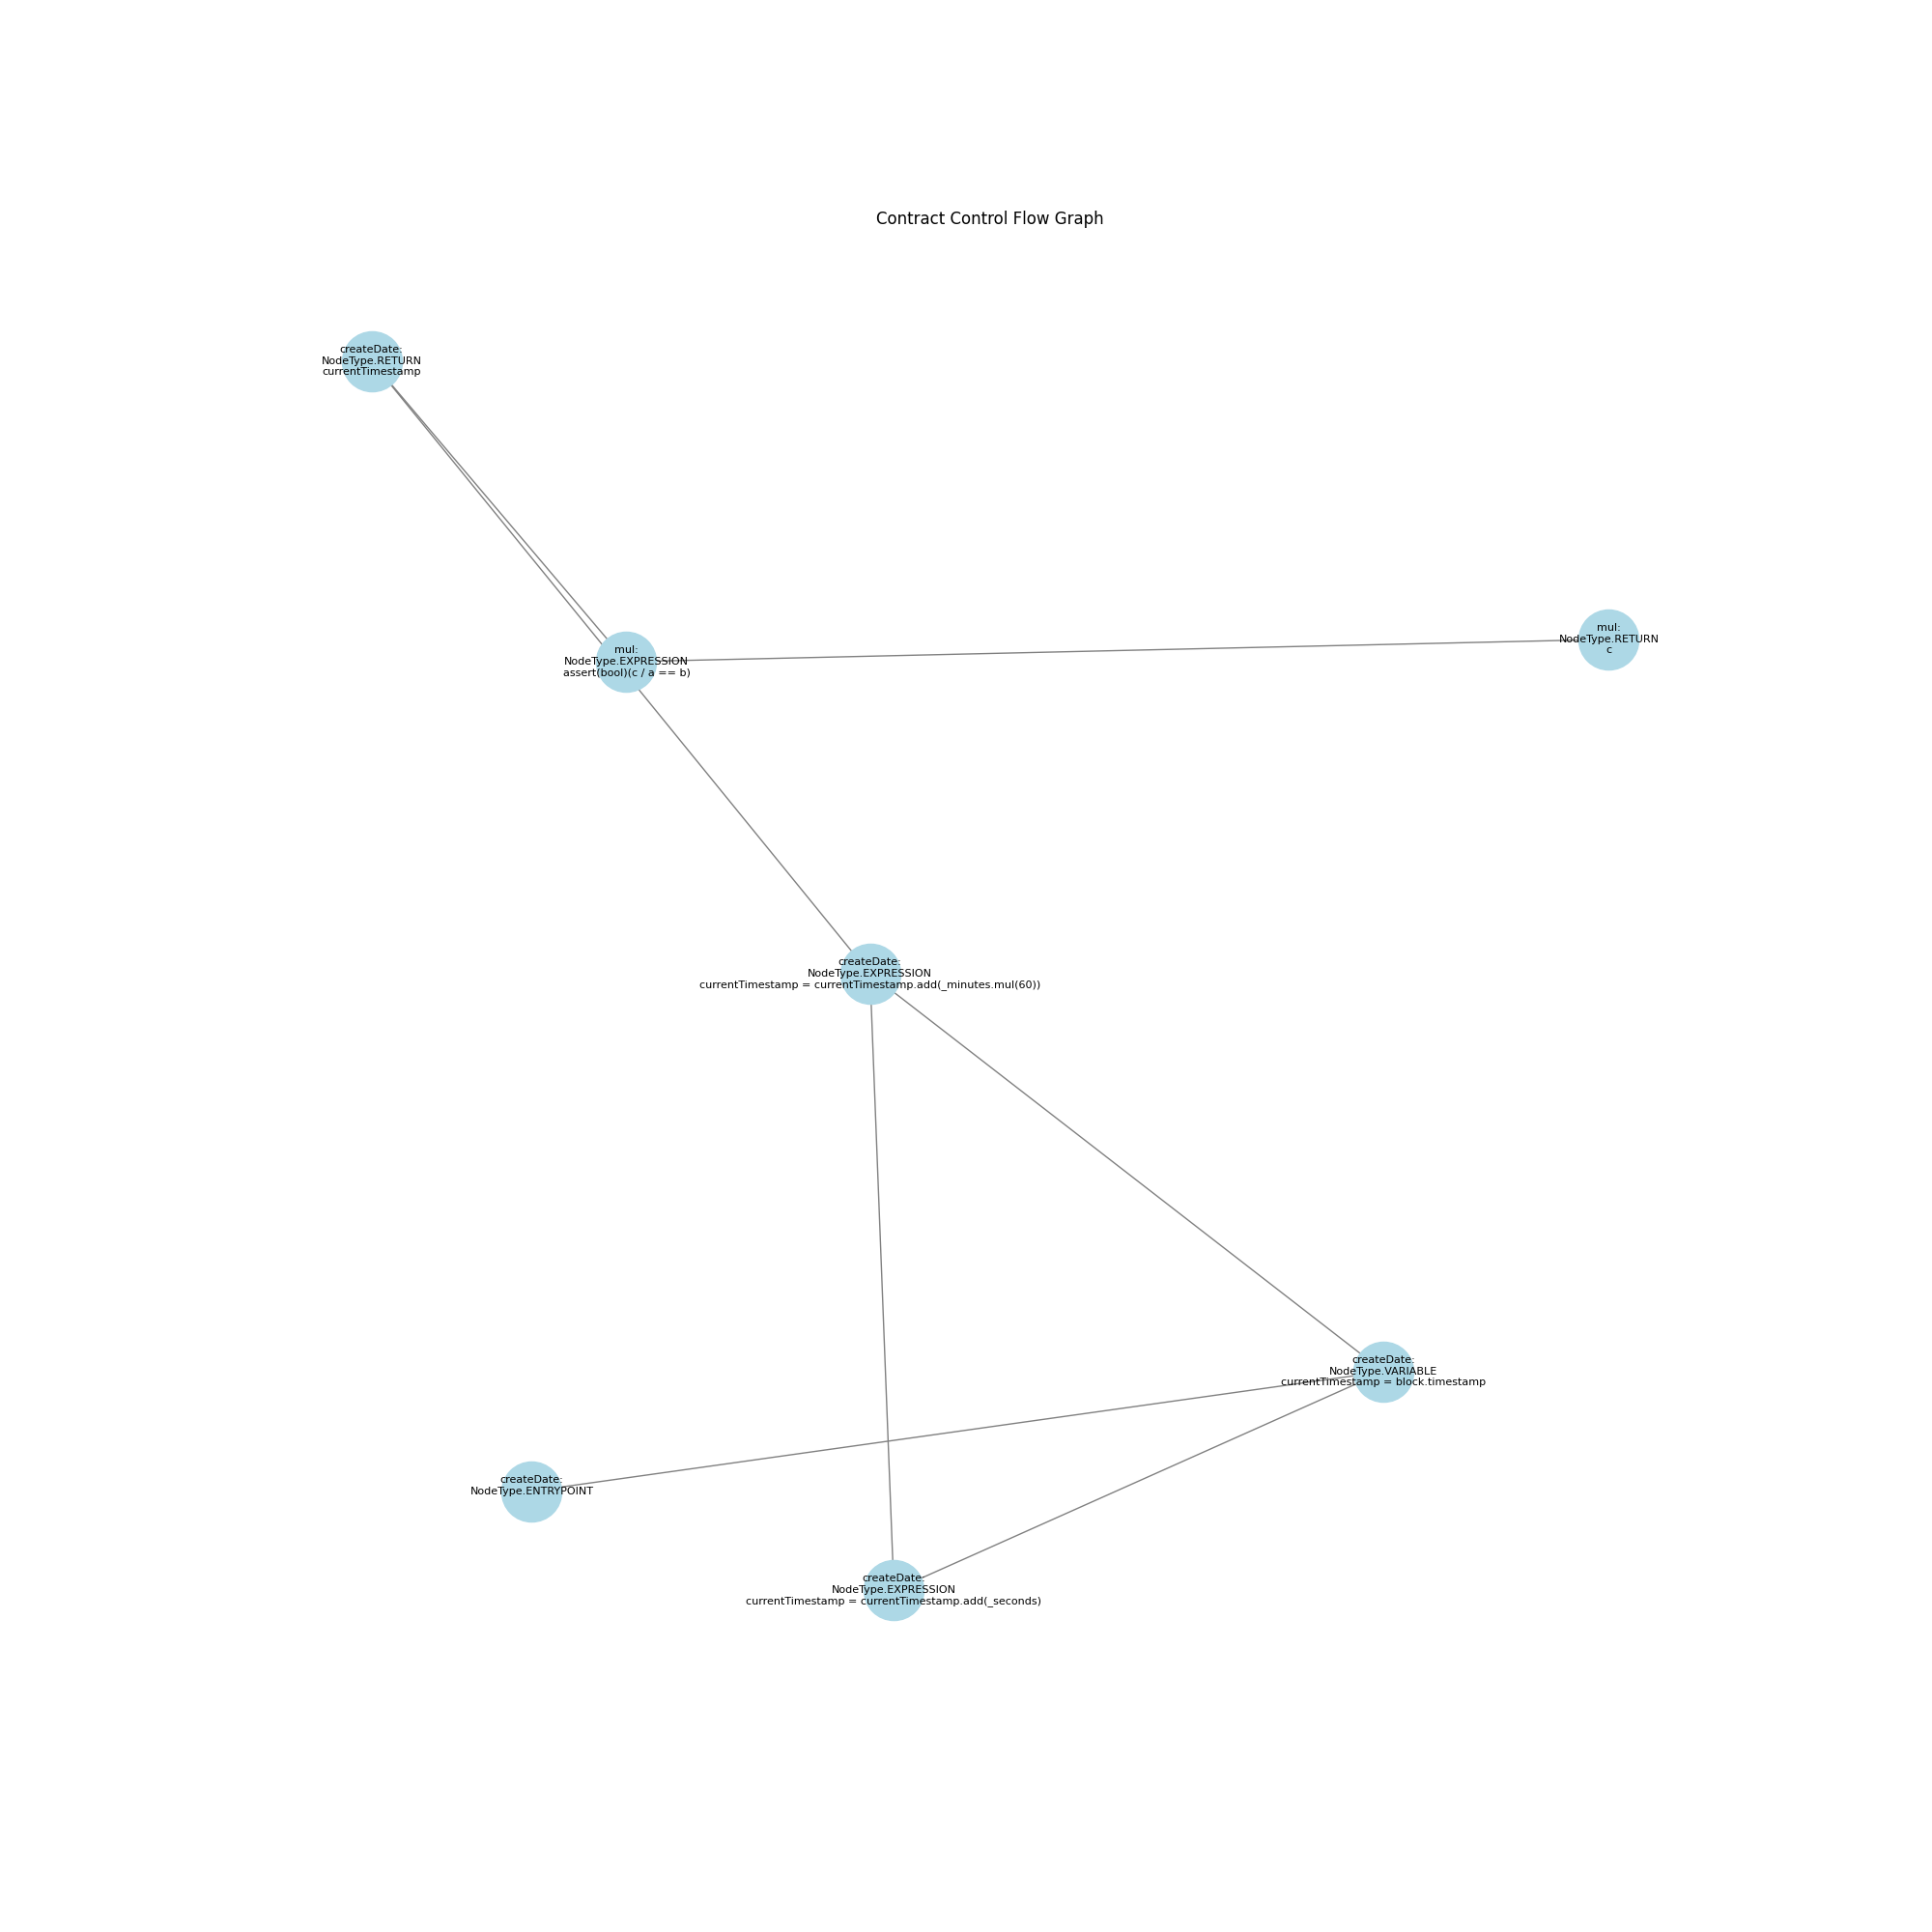 Contract Control Flow Graph
createDate:
NodeType.RETURN
currentTimestamp
mul:
NodeType.RETURN
c
mul:
NodeType.EXPRESSION
assert(bool)(c / a == b)
createDate:
NodeType.EXPRESSION
currentTimestamp = currentTimestamp.add(_minutes.mul(60))
createDate:
NodeType.VARIABLE
currentTimestamp = block.timestamp
createDate:
NodeType.ENTRYPOINT
createDate:
NodeType.EXPRESSION
currentTimestamp = currentTimestamp.add(_seconds)